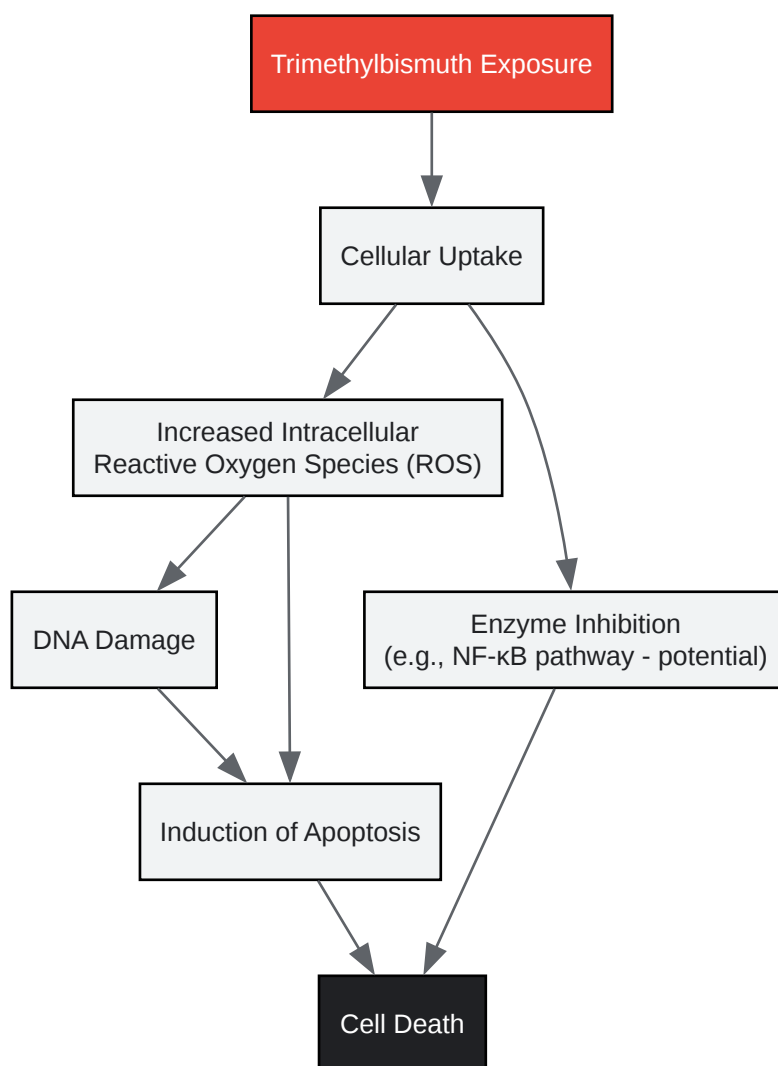 Trimethylbismuth Exposure
Cellular Uptake
Increased Intracellular
Reactive Oxygen Species (ROS)
DNA Damage
Enzyme Inhibition
(e.g., NF-κB pathway - potential)
Induction of Apoptosis
Cell Death